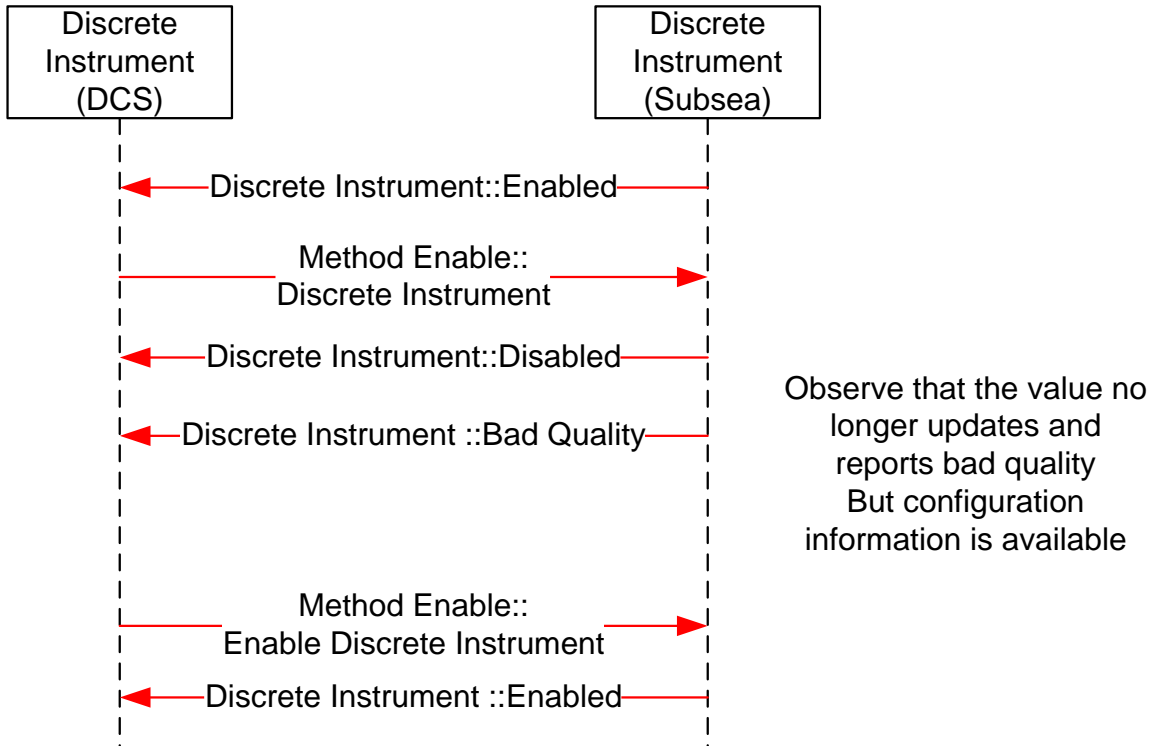 Discrete
Instrument
(DCS)
Discrete
Instrument
(Subsea)
Discrete Instrument::Enabled
Method Enable::
Discrete Instrument
Discrete Instrument::Disabled
Discrete Instrument ::Bad Quality
Observe that the value no
longer updates and
reports bad quality
But configuration
information is available
Method Enable::
Enable Discrete Instrument
Discrete Instrument ::Enabled